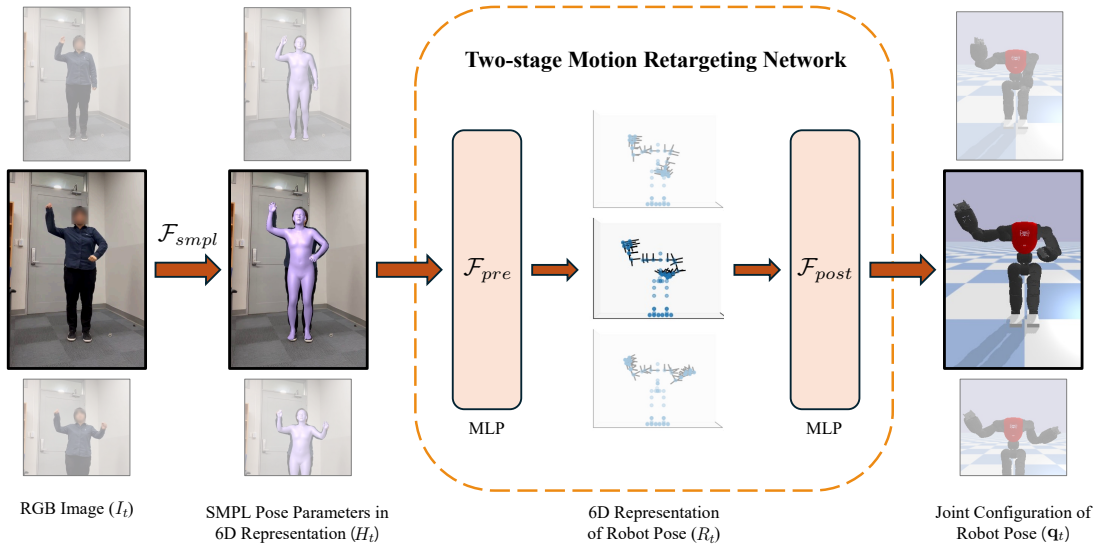 Two-stage Motion Retargeting Network
F_smpl
F_pre
F_post
MLP
MLP
RGB Image (I_t)
SMPL Pose Parameters in
6D Representation (H_t)
6D Representation
of Robot Pose (R_t)
Joint Configuration of
Robot Pose (q_t)